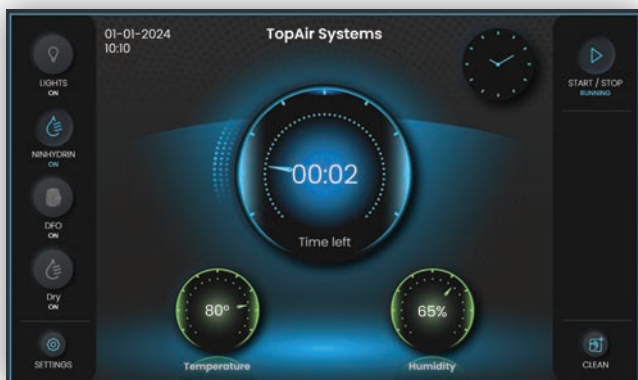 01-01-2024
10:10
TopAir Systems
LIGHTS
ON
NINHYDRIN
ON
DFO
ON
Dry
ON
SETTINGS
00:02
Time left
80°
Temperature
65%
Humidity
START / STOP
RUNNING
CLEAN